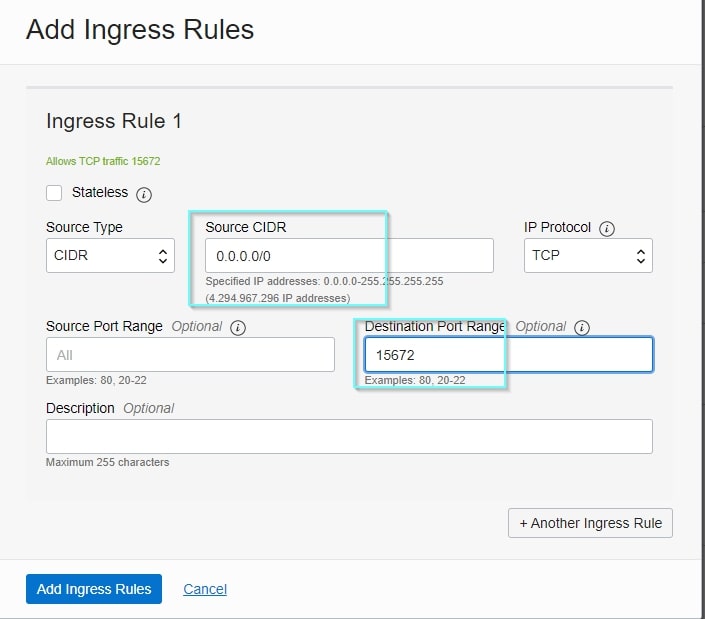 Add Ingress Rules
Ingress Rule 1
Allows TCP traffic 15672
Stateless i
Source Type Source CIDR IP Protocol i
CIDR 0.0.0.0/0 TCP
Specified IP addresses: 0.0.0.0-255.255.255.255
(4.294.967.296 IP addresses)
Source Port Range Optional i Destination Port Range Optional i
All 15672
Examples: 80, 20-22 Examples: 80, 20-22
Description Optional
Maximum 255 characters
+ Another Ingress Rule
Add Ingress Rules Cancel